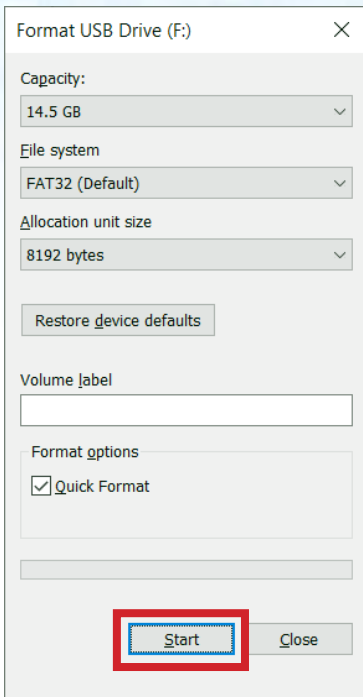 Format USB Drive (F:)
Capacity:
14.5 GB
File system
FAT32 (Default)
Allocation unit size
8192 bytes
Restore device defaults
Volume label
Format options
Quick Format
Start Close